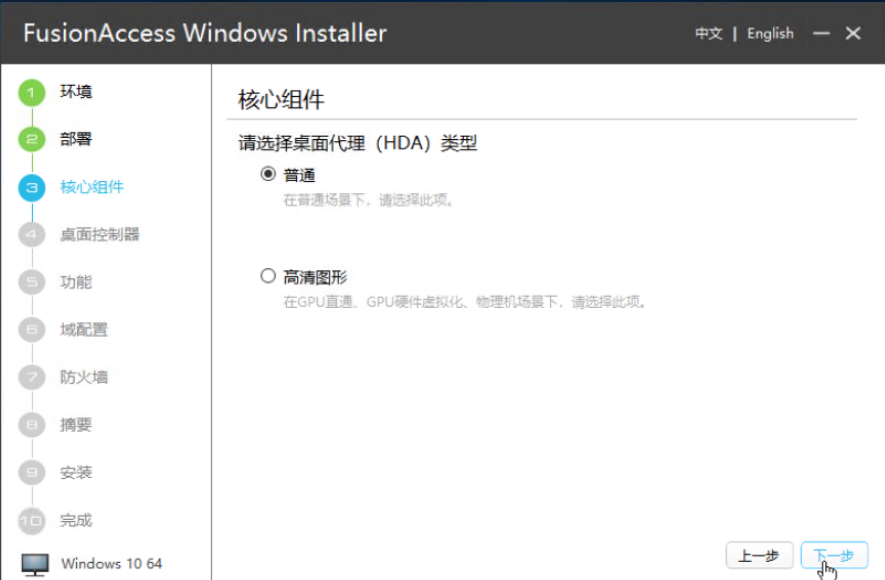 FusionAccess Windows Installer
中文 | English
1 环境
2 部署
3 核心组件
4 桌面控制器
5 功能
6 域配置
7 防火墙
8 摘要
9 安装
10 完成
Windows 10 64
核心组件
请选择桌面代理（HDA）类型
普通
在普通场景下，请选择此项。
高清图形
在GPU直通、GPU硬件虚拟化、物理机场景下，请选择此项。
上一步 下一步